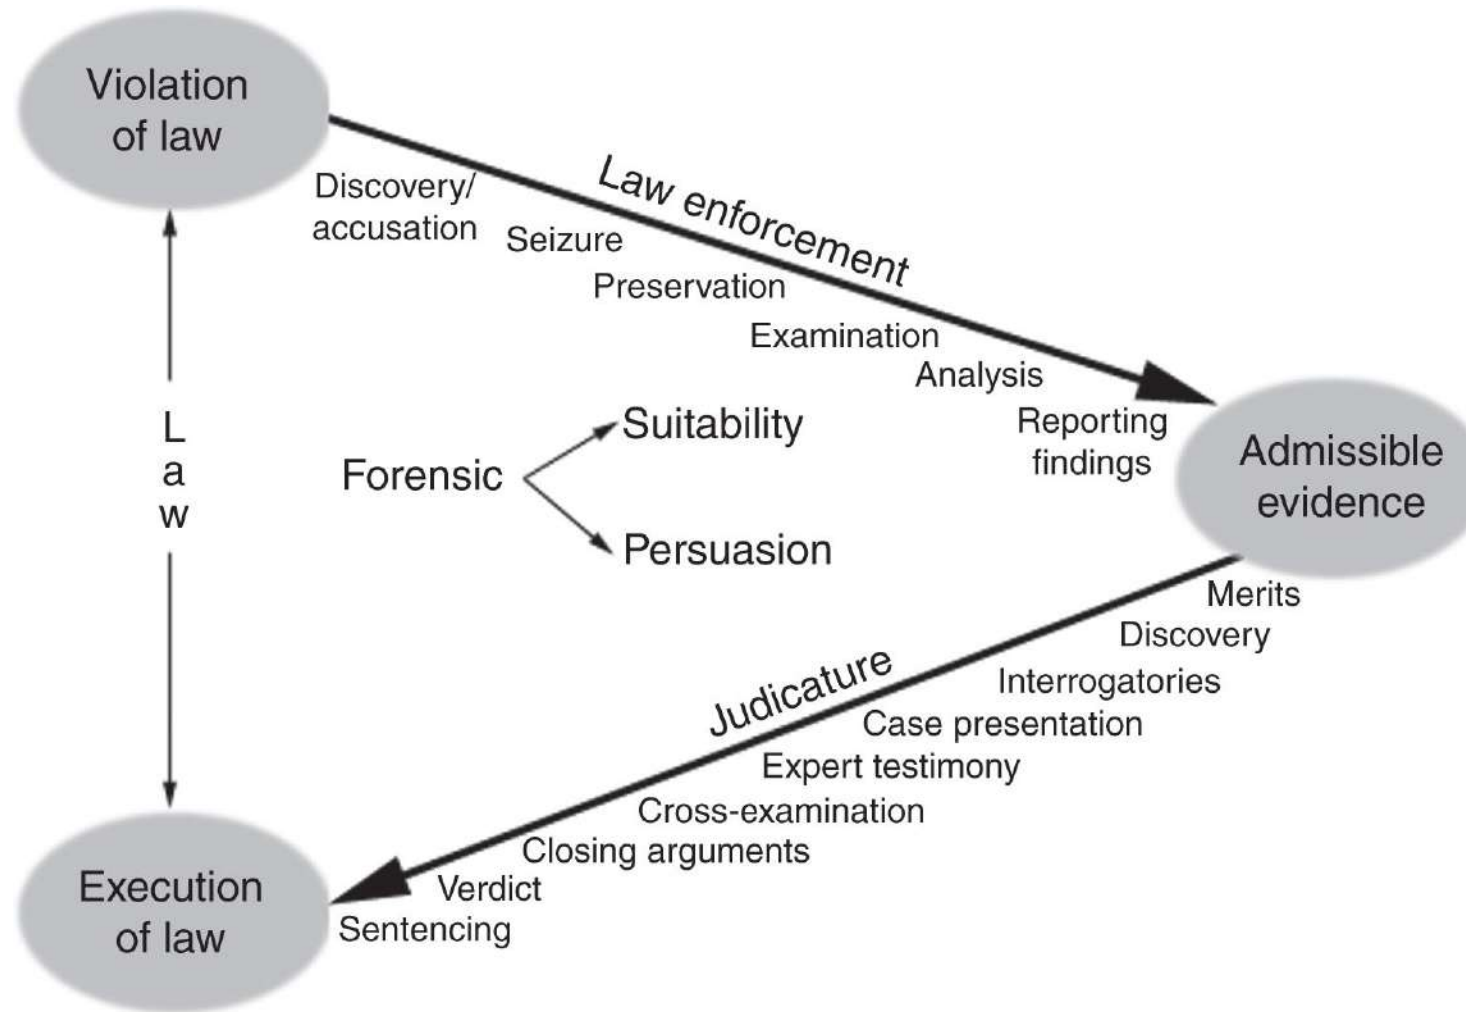 Violation
of law
Law enforcement
Discovery/
accusation
Seizure
Preservation
Examination
Analysis
Reporting
findings
Admissible
evidence
L
a
w
Forensic
Suitability
Persuasion
Judicature
Merits
Discovery
Interrogatories
Case presentation
Expert testimony
Cross-examination
Closing arguments
Verdict
Sentencing
Execution
of law